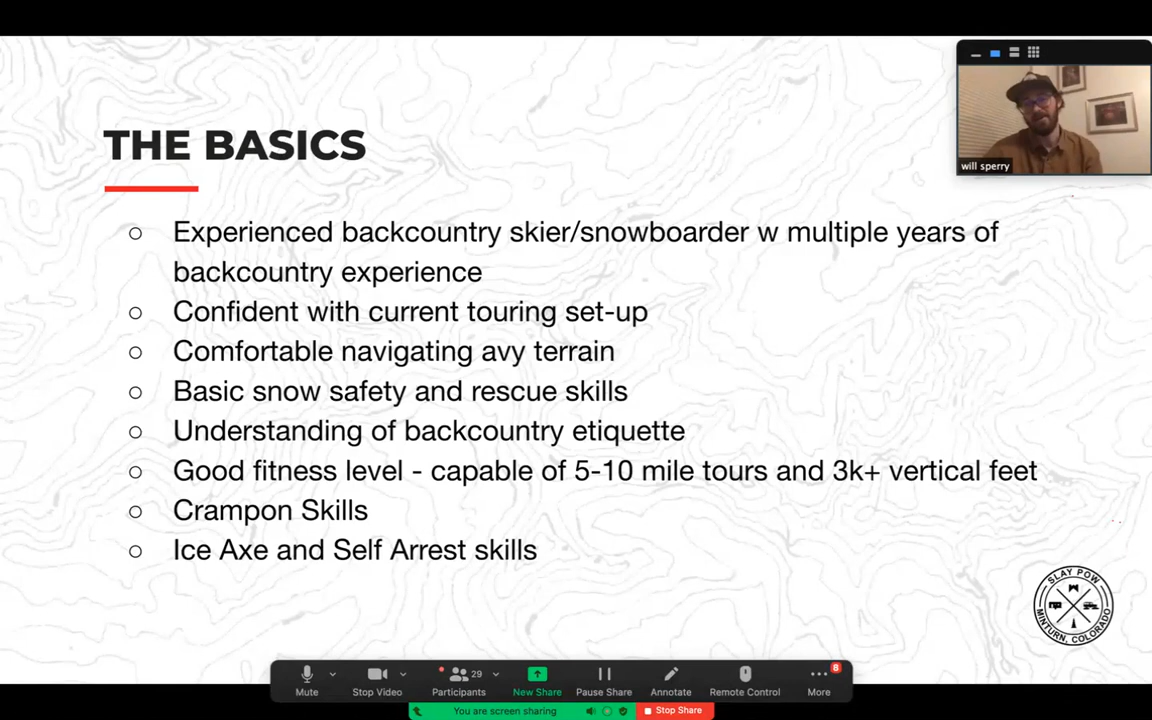 THE BASICS
will sperry
○ Experienced backcountry skier/snowboarder w multiple years of
backcountry experience
○ Confident with current touring set-up
○ Comfortable navigating avy terrain
○ Basic snow safety and rescue skills
○ Understanding of backcountry etiquette
○ Good fitness level - capable of 5-10 mile tours and 3k+ vertical feet
○ Crampon Skills
○ Ice Axe and Self Arrest skills
SLAY POW
MINTURN, COLORADO
29
8
Mute
Stop Video
Participants
New Share
Pause Share
Annotate
Remote Control
More
You are screen sharing
Stop Share